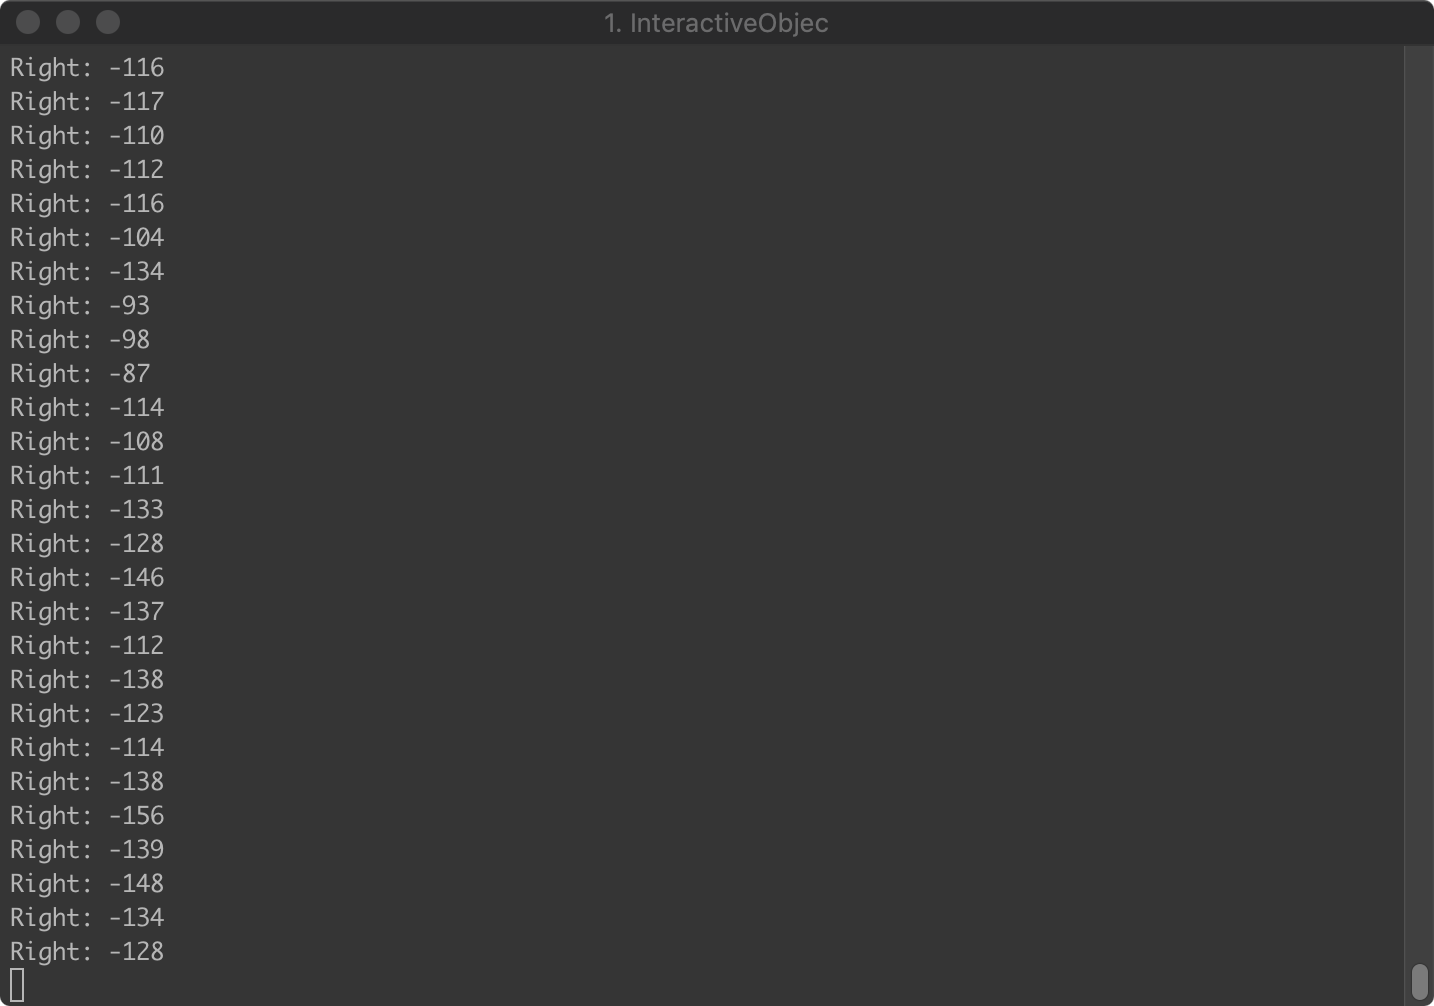 1. InteractiveObjec
Right: -116
Right: -117
Right: -110
Right: -112
Right: -116
Right: -104
Right: -134
Right: -93
Right: -98
Right: -87
Right: -114
Right: -108
Right: -111
Right: -133
Right: -128
Right: -146
Right: -137
Right: -112
Right: -138
Right: -123
Right: -114
Right: -138
Right: -156
Right: -139
Right: -148
Right: -134
Right: -128